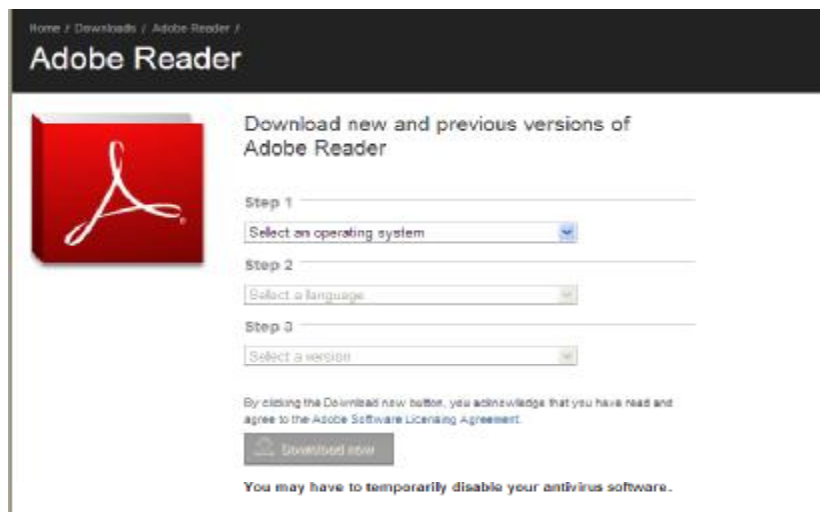 Home / Downloads / Adobe Reader /
Adobe Reader
Download new and previous versions of
Adobe Reader
Step 1
Select an operating system
Step 2
Select a language
Step 3
Select a version
By clicking the Download now button, you acknowledge that you have read and
agree to the Adobe Software Licensing Agreement.
Download now
You may have to temporarily disable your antivirus software.